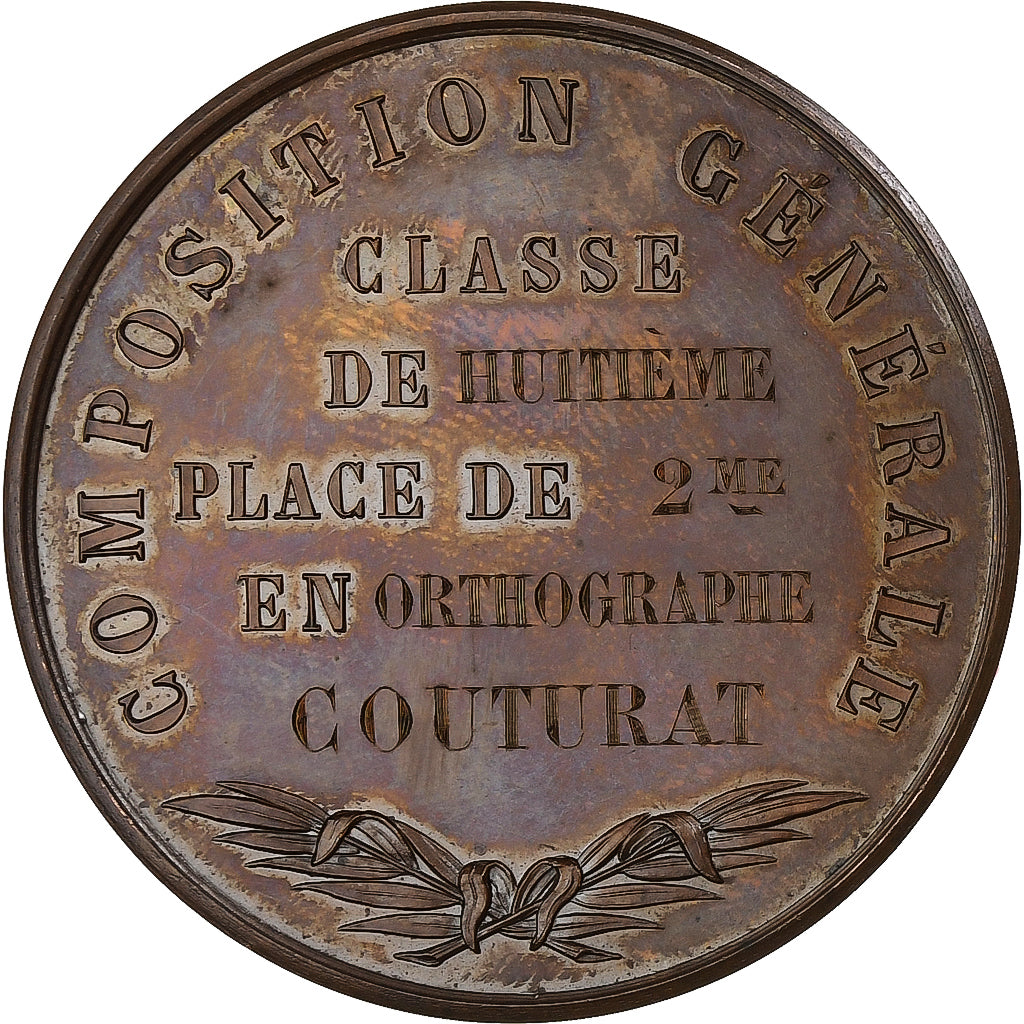 COMPOSITION GÉNÉRALE
CLASSE
DE HUITIÈME
PLACE DE 2ME
EN ORTHOGRAPHE
COUTURAT